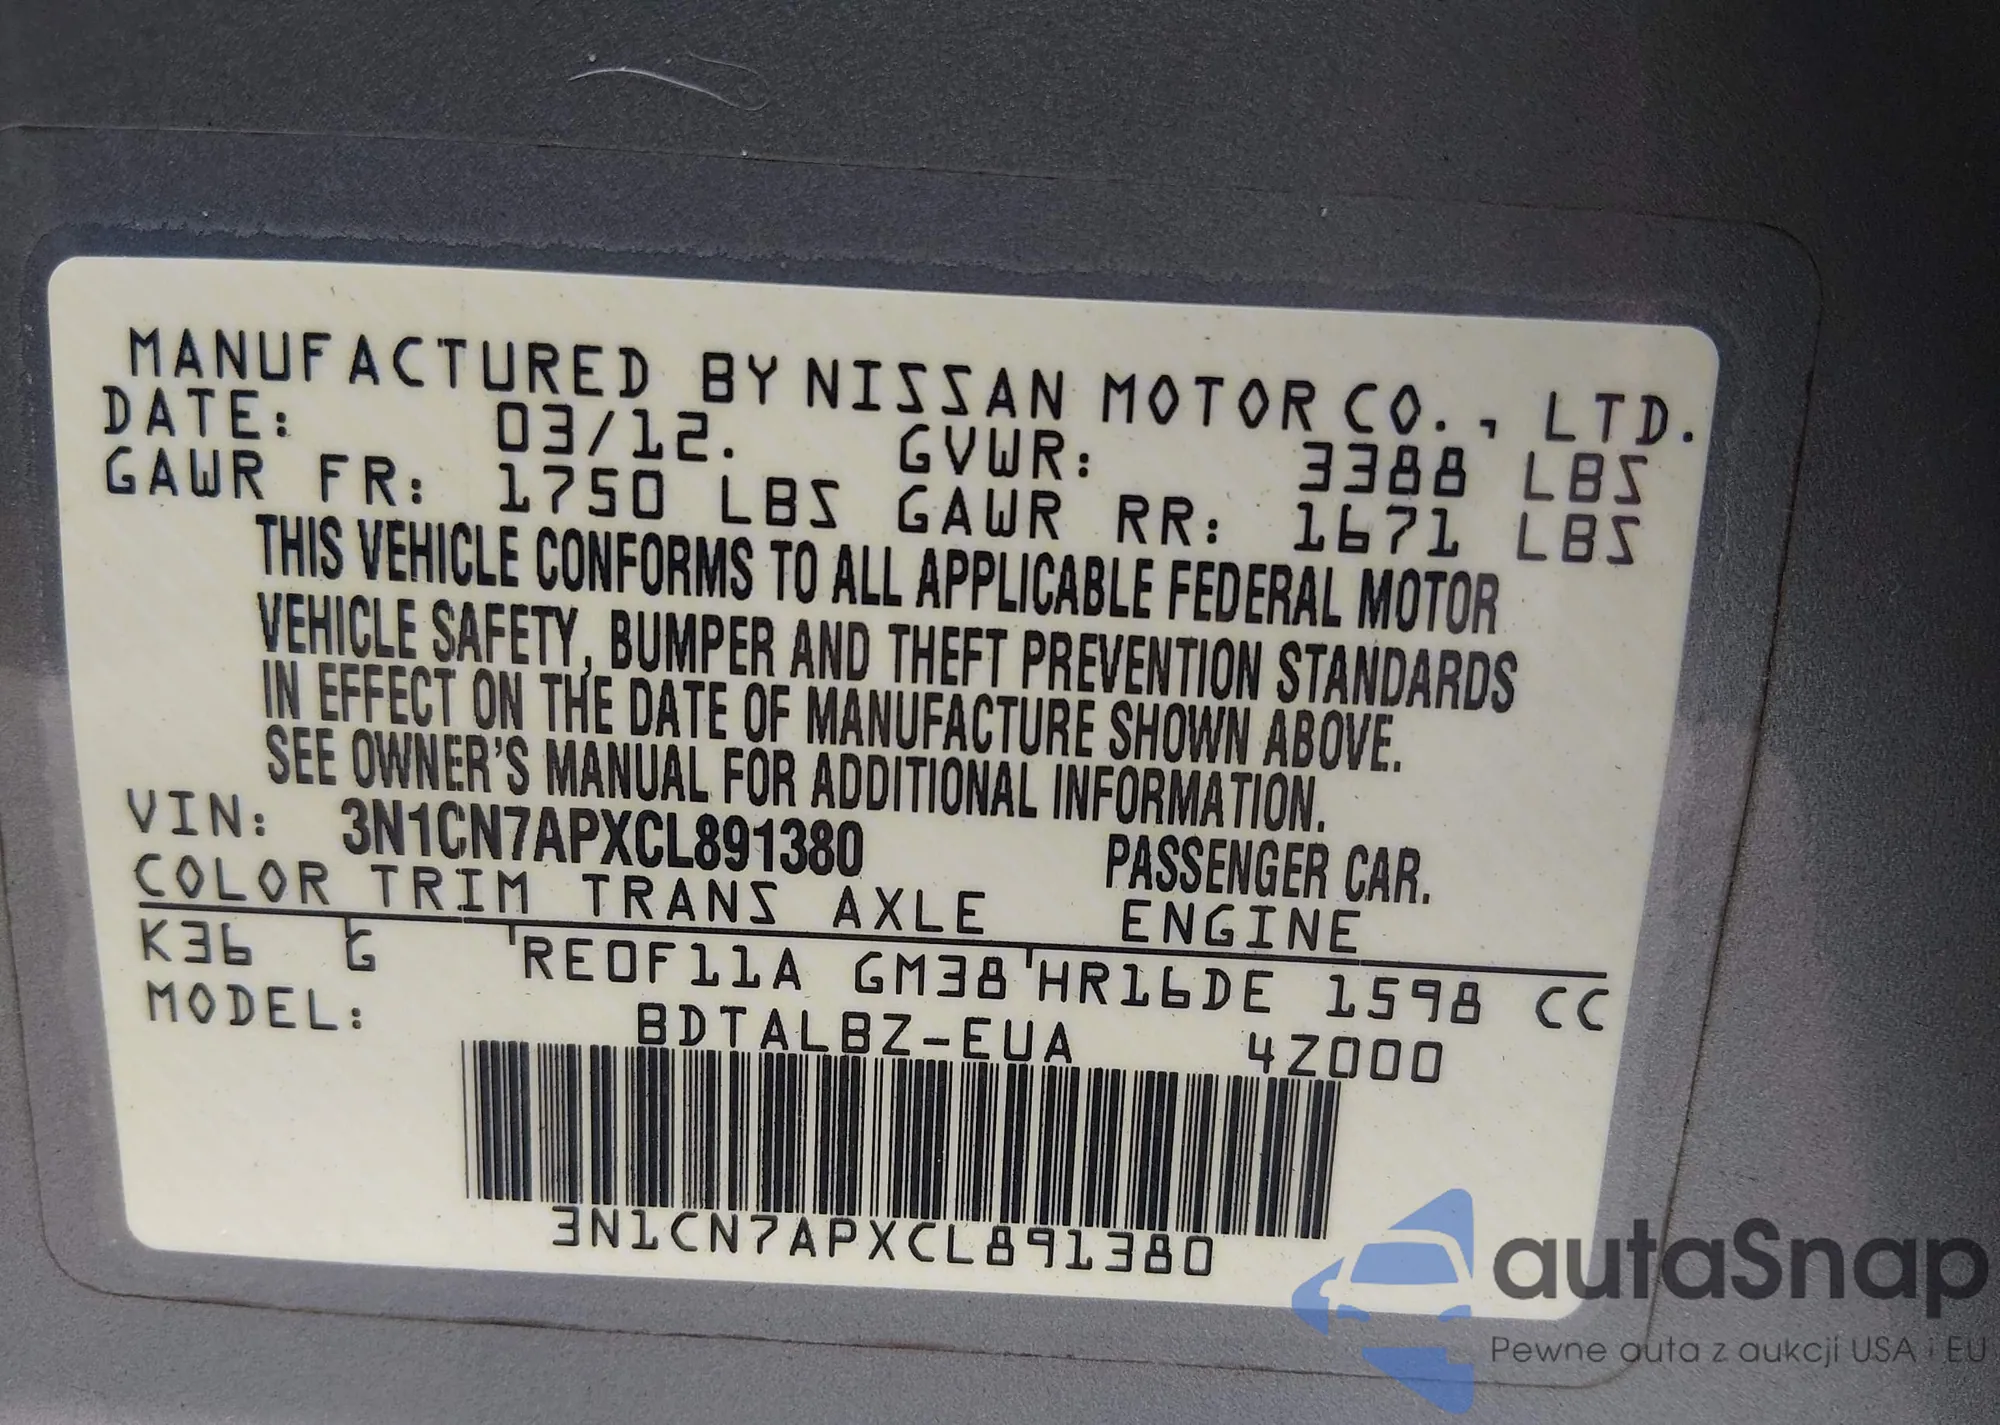 MANUFACTURED BY NISSAN MOTOR CO., LTD.
DATE: 03/12. GVWR: 3388 LBS
GAWR FR: 1750 LBS GAWR RR: 1671 LBS
THIS VEHICLE CONFORMS TO ALL APPLICABLE FEDERAL MOTOR
VEHICLE SAFETY, BUMPER AND THEFT PREVENTION STANDARDS
IN EFFECT ON THE DATE OF MANUFACTURE SHOWN ABOVE.
SEE OWNER'S MANUAL FOR ADDITIONAL INFORMATION.
VIN: 3N1CN7APXCL891380 PASSENGER CAR.
COLOR TRIM TRANS AXLE ENGINE
K36 G RE0F11A GM38 HR16DE 1598 CC
MODEL: BDTALBZ-EUA 4Z000
3N1CN7APXCL891380
autaSnap
Pewne auta z aukcji USA i EU